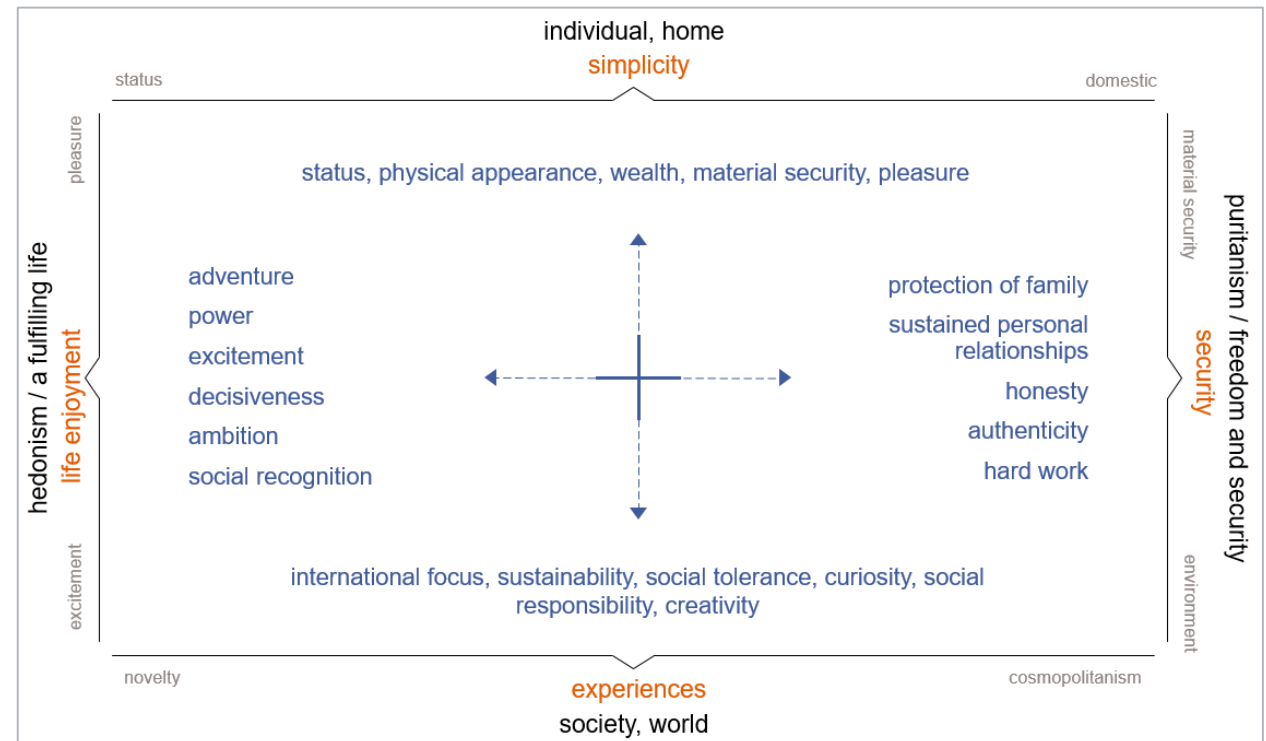 individual, home
simplicity
status
domestic
pleasure
material security
status, physical appearance, wealth, material security, pleasure
hedonism / a fulfilling life
life enjoyment
adventure
power
excitement
decisiveness
ambition
social recognition
protection of family
sustained personal
relationships
honesty
authenticity
hard work
security
puritanism / freedom and security
excitement
environment
international focus, sustainability, social tolerance, curiosity, social
responsibility, creativity
novelty
cosmopolitanism
experiences
society, world